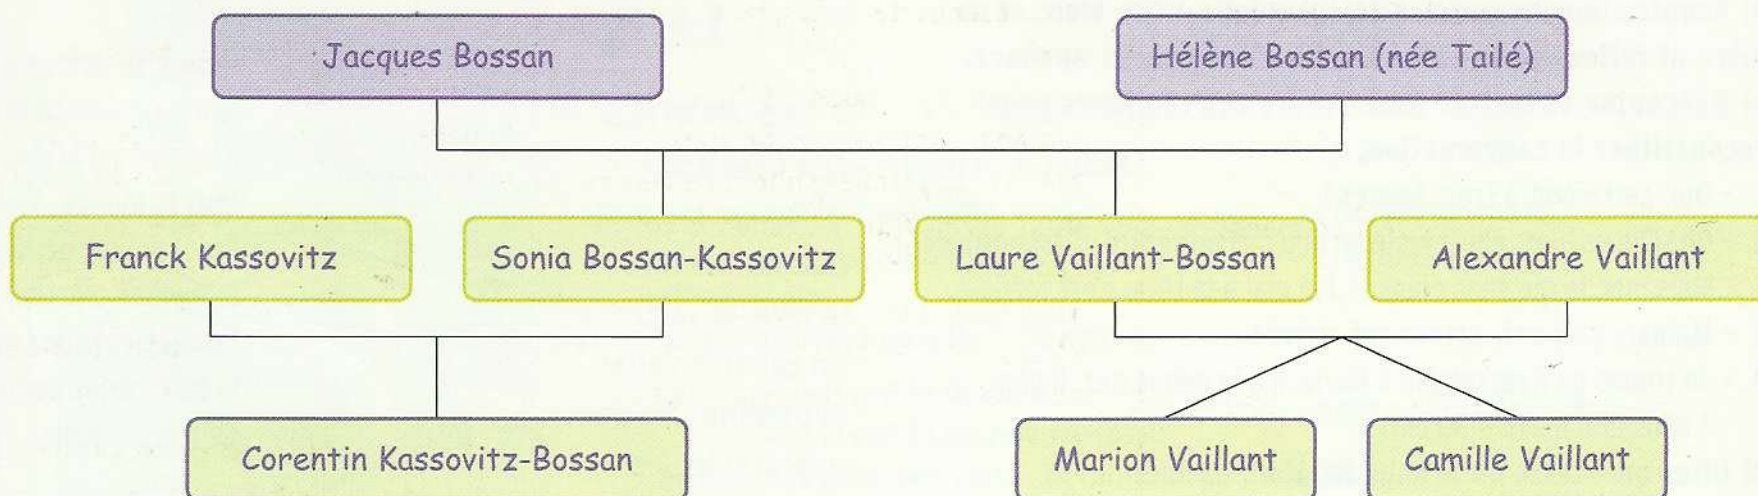 Jacques Bossan
Hélène Bossan (née Tailé)
Franck Kassovitz
Sonia Bossan-Kassovitz
Laure Vaillant-Bossan
Alexandre Vaillant
Corentin Kassovitz-Bossan
Marion Vaillant
Camille Vaillant